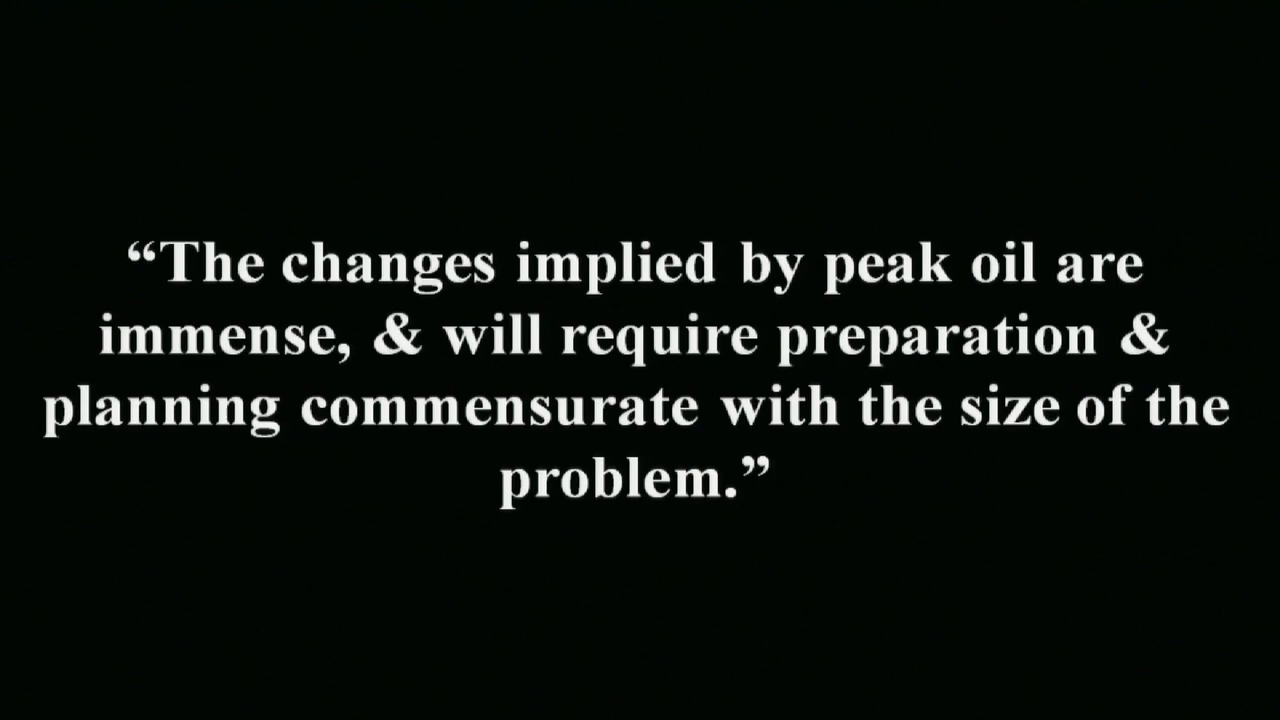 “The changes implied by peak oil are
immense, & will require preparation &
planning commensurate with the size of the
problem.”